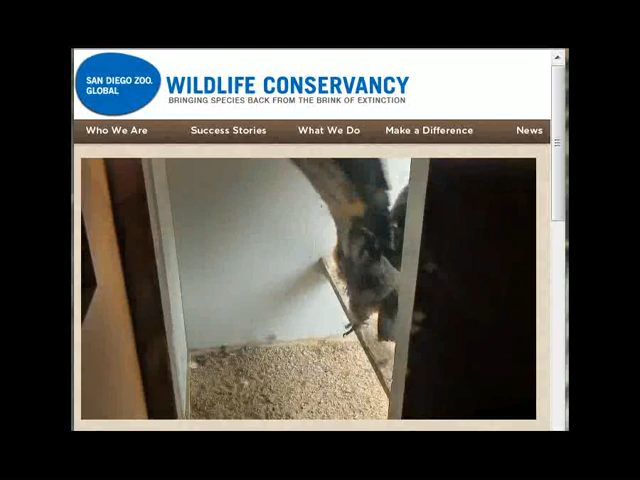 SAN DIEGO ZOO.
GLOBAL
WILDLIFE CONSERVANCY
BRINGING SPECIES BACK FROM THE BRINK OF EXTINCTION
Who We Are Success Stories What We Do Make a Difference News